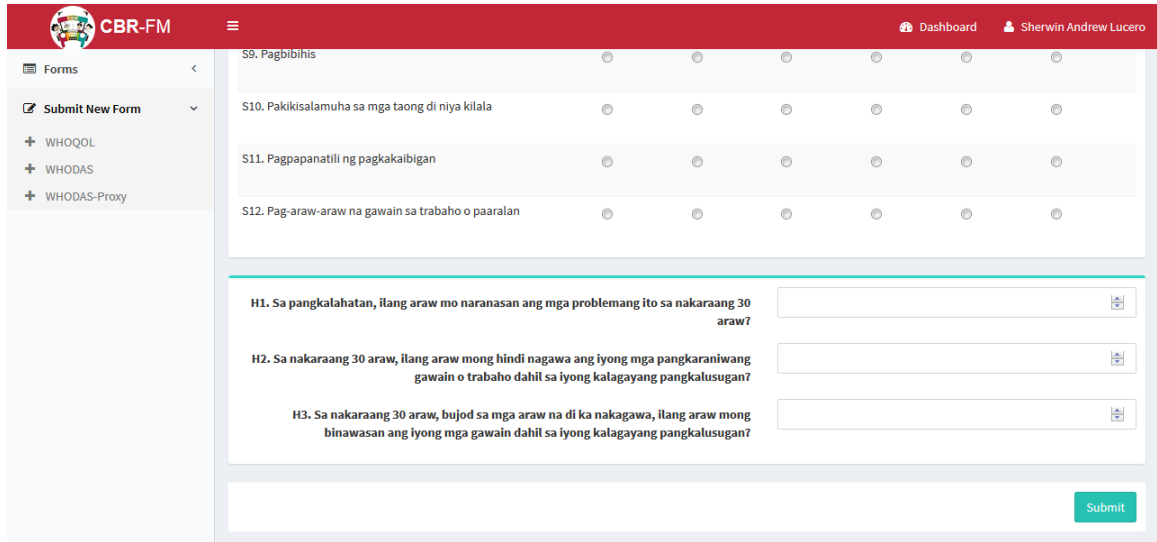 CBR-FM
Dashboard
Sherwin Andrew Lucero
Forms
Submit New Form
WHOQOL
WHODAS
WHODAS-Proxy
S9. Pagbibihis
S10. Pakikisalamuha sa mga taong di niya kilala
S11. Pagpapanatili ng pagkakaibigan
S12. Pag-araw-araw na gawain sa trabaho o paaralan
H1. Sa pangkalahatan, ilang araw mo naranasan ang mga problemang ito sa nakaraang 30
araw?
H2. Sa nakaraang 30 araw, ilang araw mong hindi nagawa ang iyong mga pangkaraniwang
gawain o trabaho dahil sa iyong kalagayang pangkalusugan?
H3. Sa nakaraang 30 araw, bujod sa mga araw na di ka nakagawa, ilang araw mong
binawasan ang iyong mga gawain dahil sa iyong kalagayang pangkalusugan?
Submit